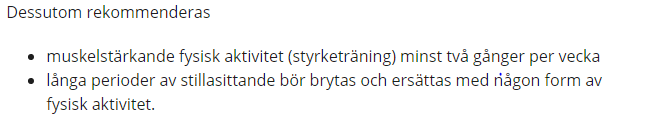 Dessutom rekommenderas
• muskelstärkande fysisk aktivitet (styrketräning) minst två gånger per vecka
• långa perioder av stillasittande bör brytas och ersättas med någon form av
fysisk aktivitet.